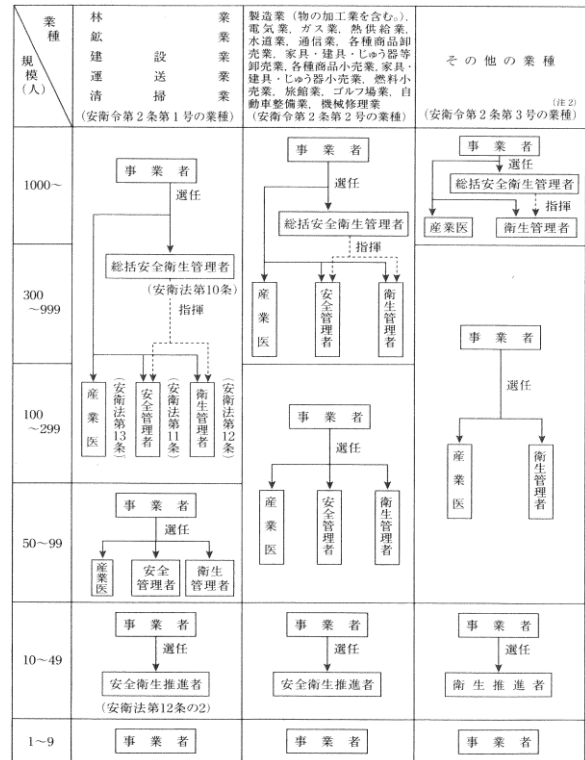 業種
規模
(人)
林業
鉱業
建設業
運送業
清掃業
(安衛令第2条第1号の業種)
製造業(物の加工業を含む。),
電気業, ガス業, 熱供給業,
水道業, 通信業, 各種商品卸
売業, 家具・建具・じゅう器等
卸売業, 各種商品小売業, 家具・
建具・じゅう器小売業, 燃料小
売業, 旅館業, ゴルフ場業, 自
動車整備業, 機械修理業
(安衛令第2条第2号の業種)
その他の業種
(注2)
(安衛令第2条第3号の業種)
1000~
事業者
選任
総括安全衛生管理者
(安衛法第10条)
指揮
産業医
(安衛法第13条)
安全管理者
(安衛法第11条)
衛生管理者
(安衛法第12条)
事業者
選任
総括安全衛生管理者
指揮
産業医
安全管理者
衛生管理者
事業者
選任
総括安全衛生管理者
指揮
産業医
衛生管理者
300
~999
事業者
選任
産業医
衛生管理者
100
~299
事業者
選任
産業医
安全管理者
衛生管理者
50~99
事業者
選任
産業医
安全
管理者
衛生
管理者
10~49
事業者
選任
安全衛生推進者
(安衛法第12条の2)
事業者
選任
安全衛生推進者
事業者
選任
衛生推進者
1~9
事業者
事業者
事業者